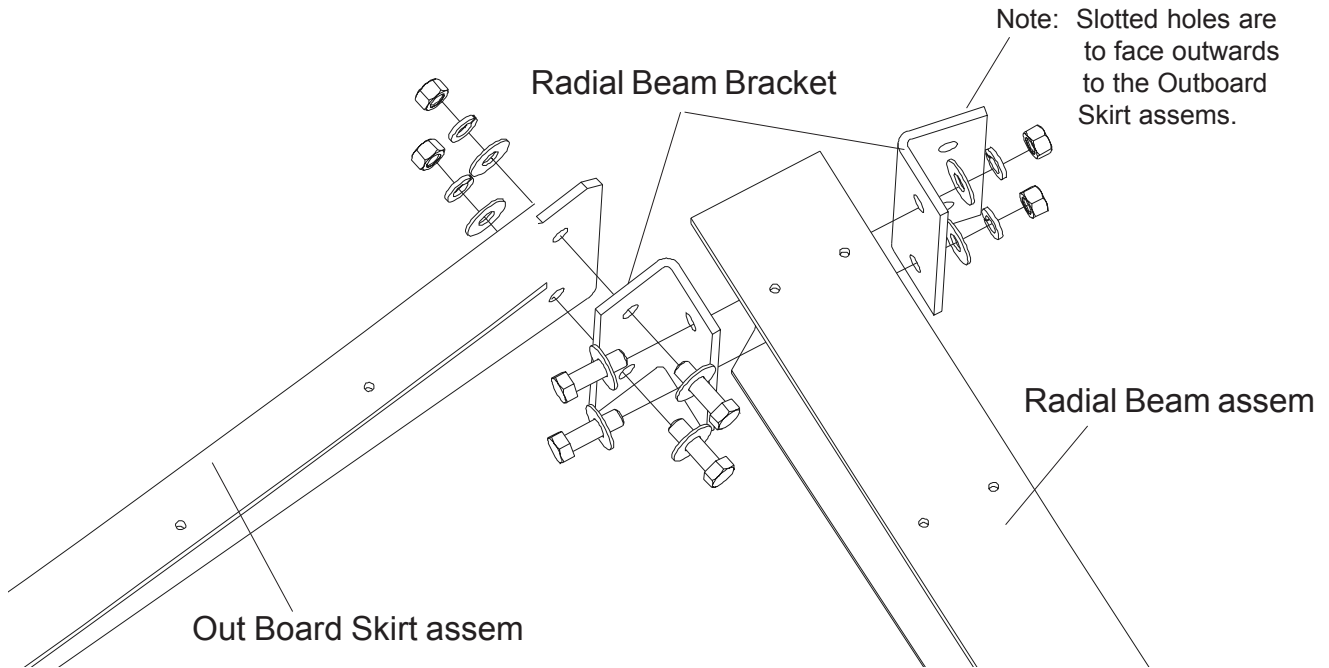 Note: Slotted holes are
to face outwards
to the Outboard
Skirt assems.
Radial Beam Bracket
Radial Beam assem
Out Board Skirt assem